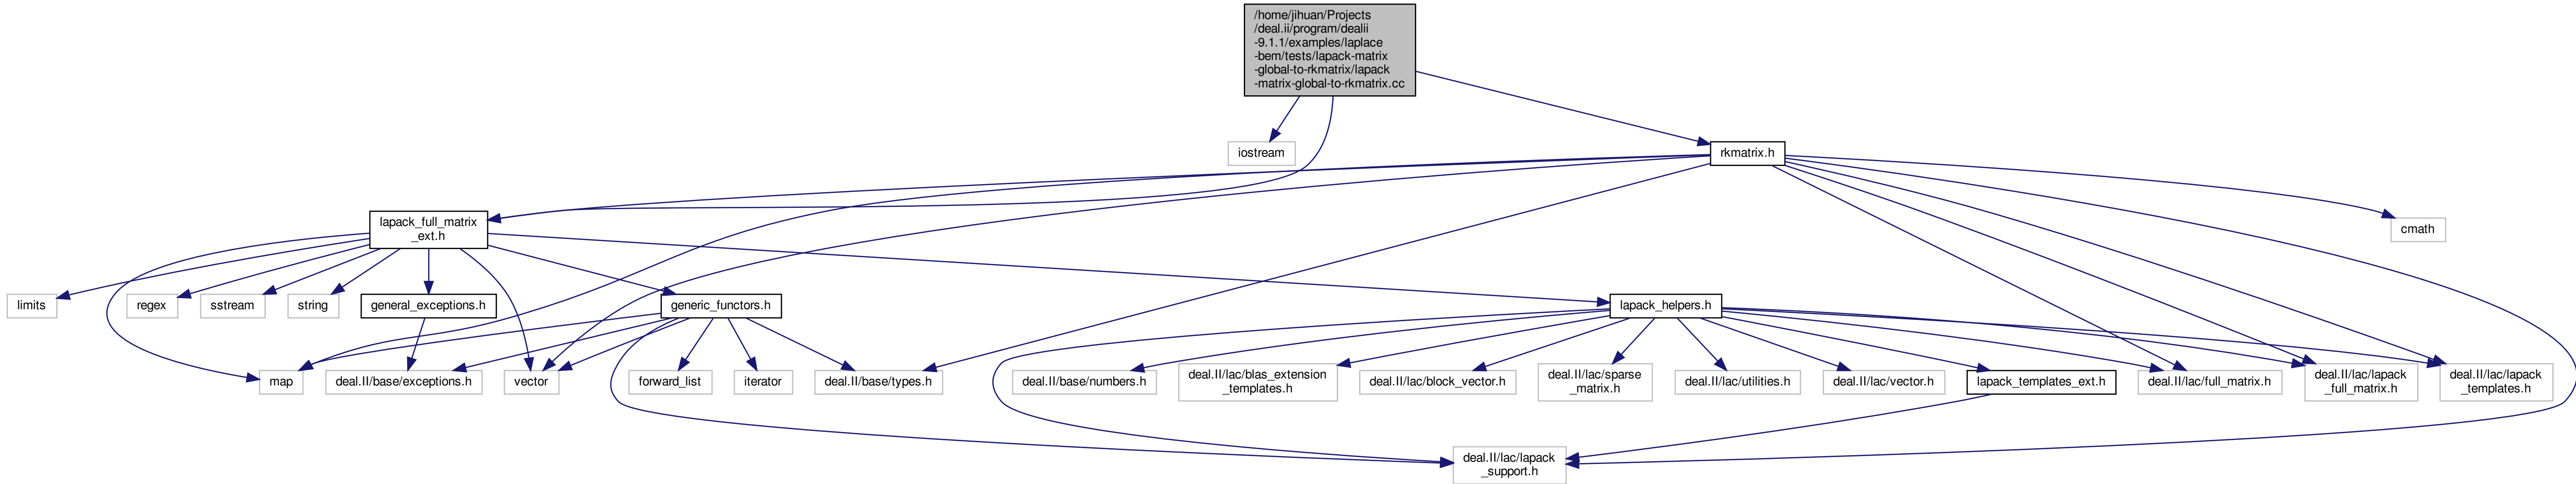 /home/jihuan/Projects
/deal.ii/program/dealii
-9.1.1/examples/laplace
-bem/tests/lapack-matrix
-global-to-rkmatrix/lapack
-matrix-global-to-rkmatrix.cc
iostream
rkmatrix.h
lapack_full_matrix
_ext.h
cmath
limits
regex
sstream
string
general_exceptions.h
generic_functors.h
lapack_helpers.h
map
deal.II/base/exceptions.h
vector
forward_list
iterator
deal.II/base/types.h
deal.II/base/numbers.h
deal.II/lac/blas_extension
_templates.h
deal.II/lac/block_vector.h
deal.II/lac/sparse
_matrix.h
deal.II/lac/utilities.h
deal.II/lac/vector.h
lapack_templates_ext.h
deal.II/lac/full_matrix.h
deal.II/lac/lapack
_full_matrix.h
deal.II/lac/lapack
_templates.h
deal.II/lac/lapack
_support.h